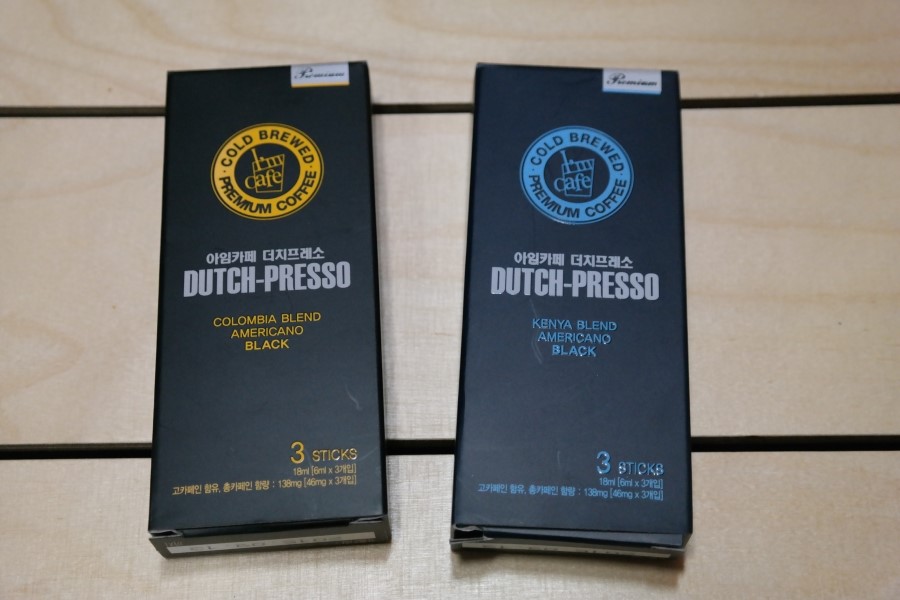 Premium
COLD BREWED
I'm
cafe
PREMIUM COFFEE
아임카페 더치프레소
DUTCH-PRESSO
COLOMBIA BLEND
AMERICANO
BLACK
3 STICKS
18ml [6ml x 3개입]
고카페인 함유, 총카페인 함량 : 138mg [46mg x 3개입]
Premium
COLD BREWED
I'm
cafe
PREMIUM COFFEE
아임카페 더치프레소
DUTCH-PRESSO
KENYA BLEND
AMERICANO
BLACK
3 STICKS
18ml [6ml x 3개입]
고카페인 함유, 총카페인 함량 : 138mg [46mg x 3개입]